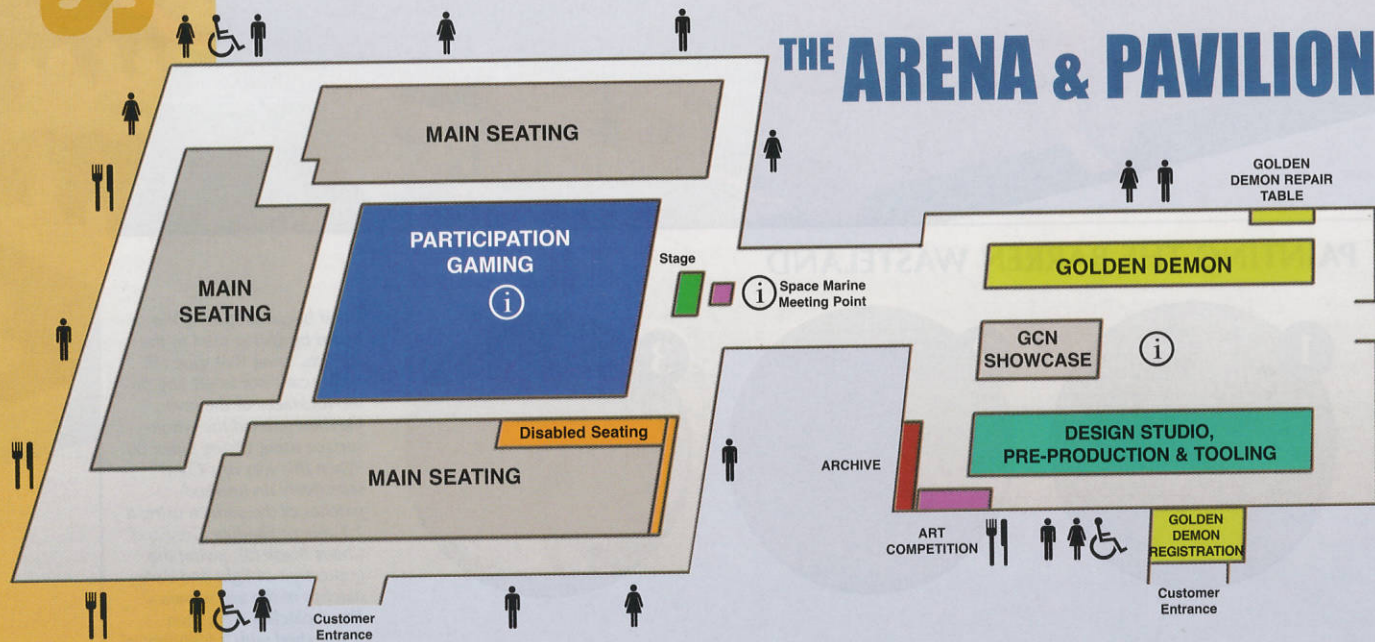 S
THE ARENA & PAVILION
MAIN SEATING
GOLDEN
DEMON REPAIR
TABLE
PARTICIPATION
GAMING
i
MAIN
SEATING
Stage
i
Space Marine
Meeting Point
GOLDEN DEMON
GCN
SHOWCASE
i
Disabled Seating
MAIN SEATING
ARCHIVE
DESIGN STUDIO,
PRE-PRODUCTION & TOOLING
ART
COMPETITION
GOLDEN
DEMON
REGISTRATION
Customer
Entrance
Customer
Entrance